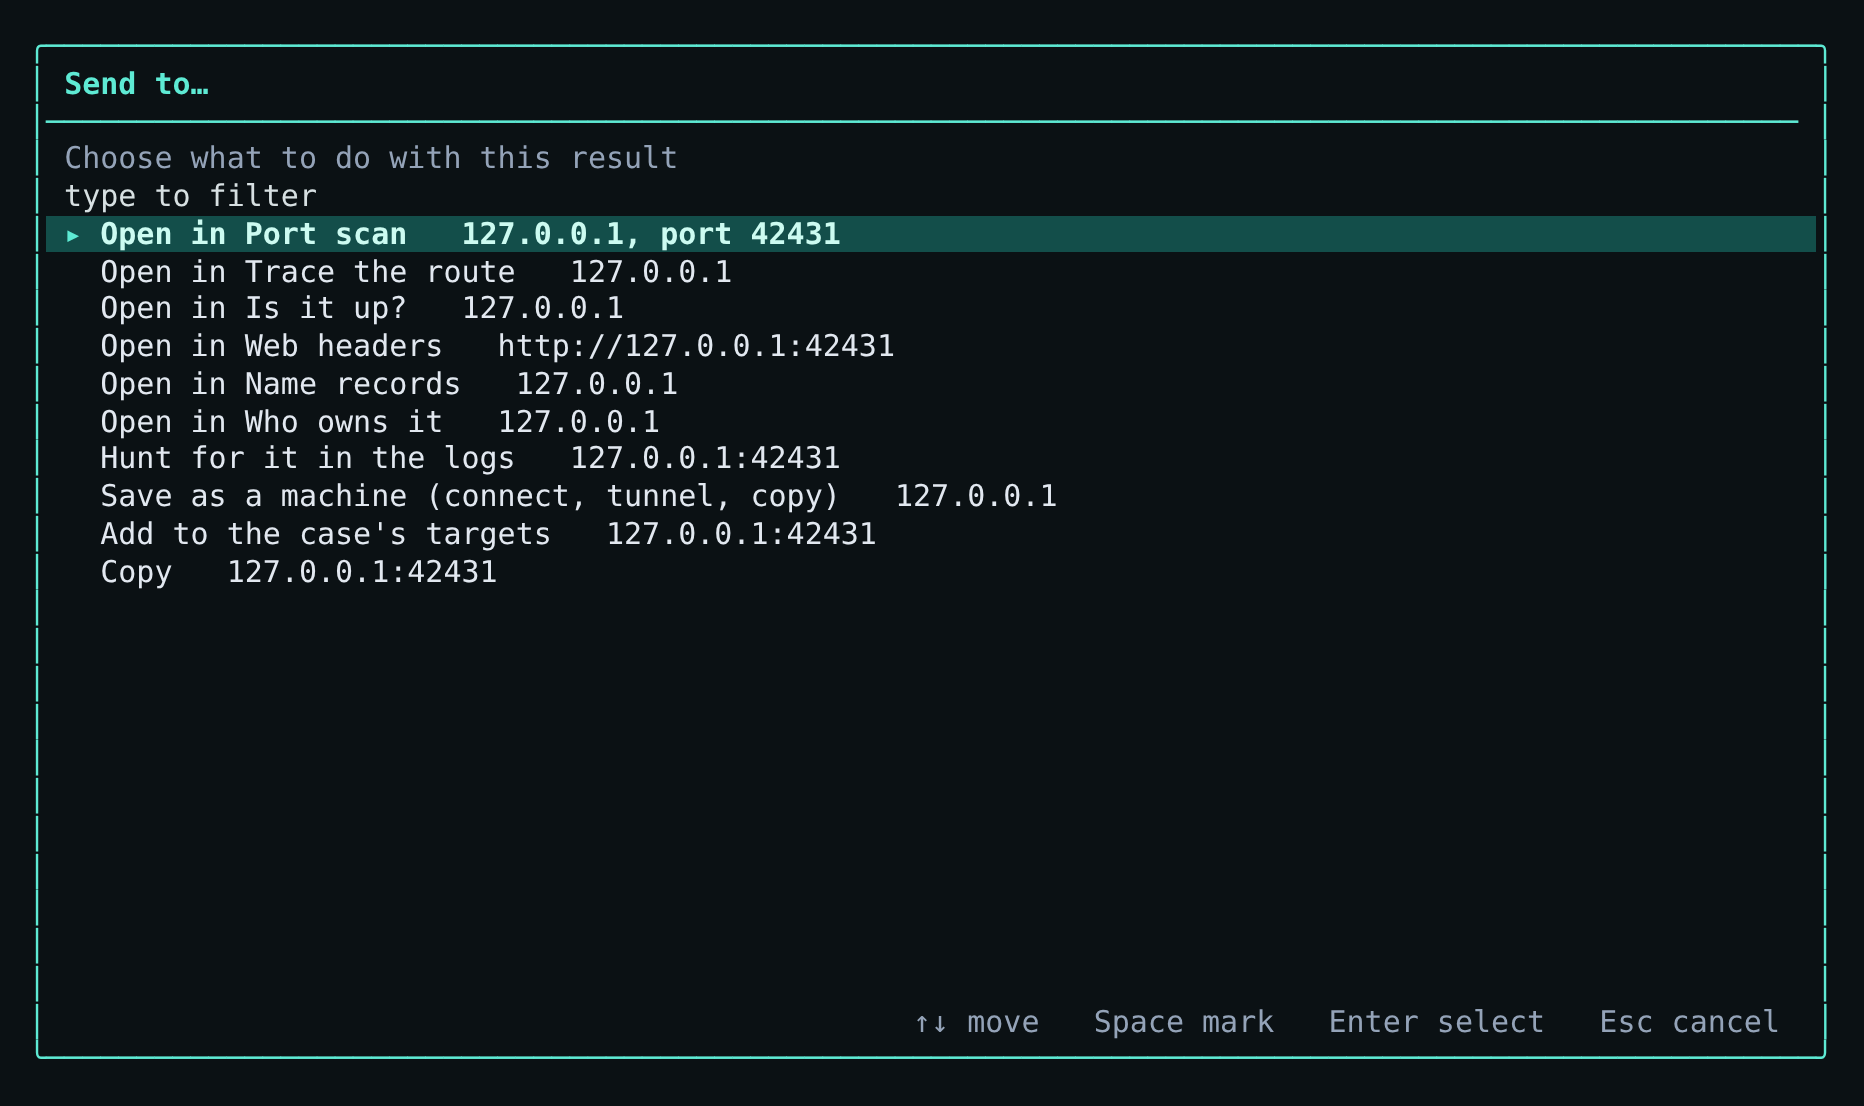 Send to…
Choose what to do with this result
type to filter
▸ Open in Port scan   127.0.0.1, port 42431
Open in Trace the route   127.0.0.1
Open in Is it up?   127.0.0.1
Open in Web headers   http://127.0.0.1:42431
Open in Name records   127.0.0.1
Open in Who owns it   127.0.0.1
Hunt for it in the logs   127.0.0.1:42431
Save as a machine (connect, tunnel, copy)   127.0.0.1
Add to the case's targets   127.0.0.1:42431
Copy   127.0.0.1:42431
↑↓ move   Space mark   Enter select   Esc cancel